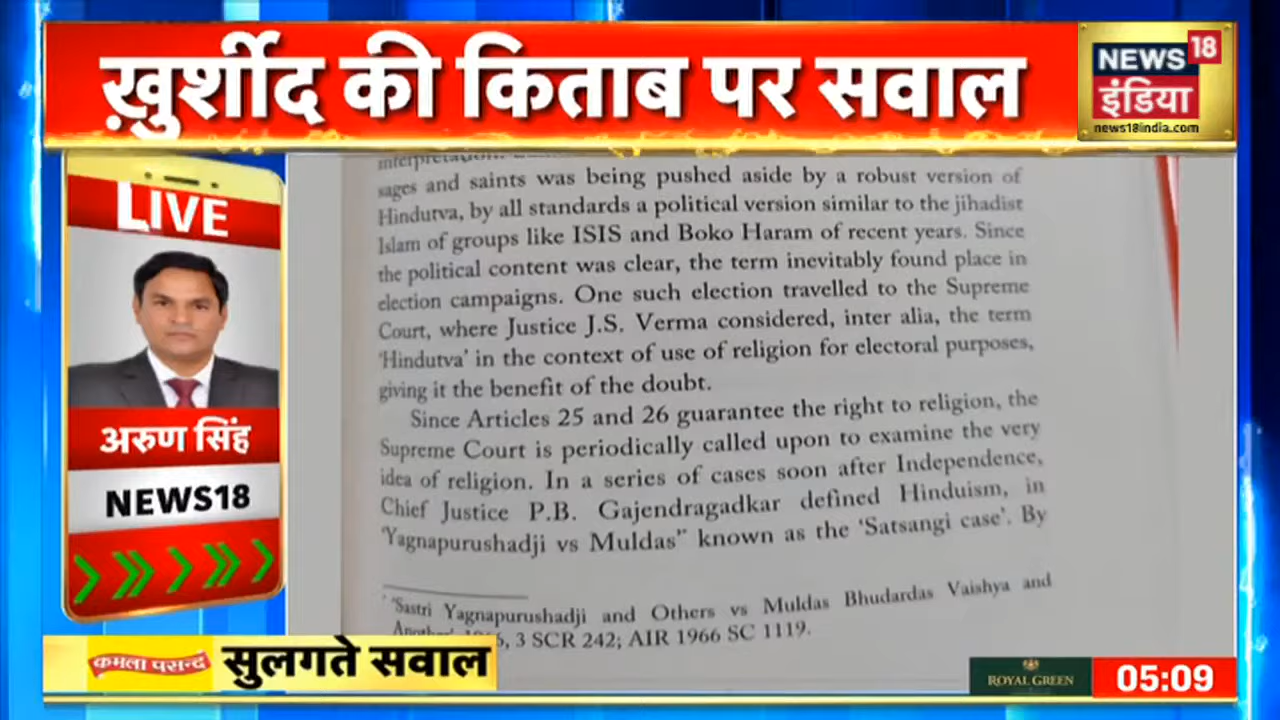 ख़ुर्शीद की किताब पर सवाल
NEWS 18
इंडिया
news18india.com
LIVE
अरुण सिंह
NEWS18
interpretation.
sages and saints was being pushed aside by a robust version of
Hindutva, by all standards a political version similar to the jihadist
Islam of groups like ISIS and Boko Haram of recent years. Since
the political content was clear, the term inevitably found place in
election campaigns. One such election travelled to the Supreme
Court, where Justice J.S. Verma considered, inter alia, the term
'Hindutva' in the context of use of religion for electoral purposes,
giving it the benefit of the doubt.
Since Articles 25 and 26 guarantee the right to religion, the
Supreme Court is periodically called upon to examine the very
idea of religion. In a series of cases soon after Independence,
Chief Justice P.B. Gajendragadkar defined Hinduism, in
'Yagnapurushadji vs Muldas'' known as the 'Satsangi case'. By
'Sastri Yagnapurushadji and Others vs Muldas Bhudardas Vaishya and
3 SCR 242; AIR 1966 SC 1119.
कमला पसन्द
सुलगते सवाल
ROYAL GREEN
05:09